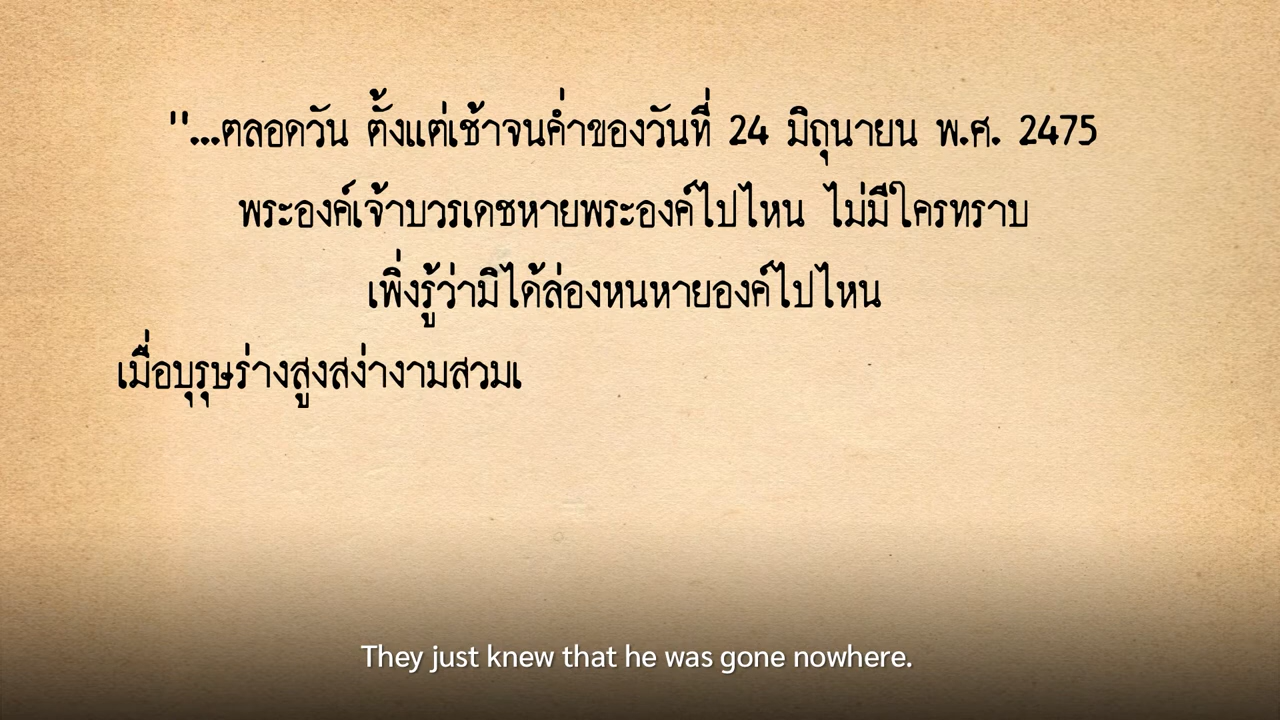 "...ตลอดวัน ตั้งแต่เช้าจนค่ำของวันที่ 24 มิถุนายน พ.ศ. 2475
พระองค์เจ้าบวรเดชหายพระองค์ไปไหน ไม่มีใครทราบ
เพิ่งรู้ว่ามิได้ล่องหนหายองค์ไปไหน
เมื่อบุรุษร่างสูงสง่างามสวมเ
They just knew that he was gone nowhere.